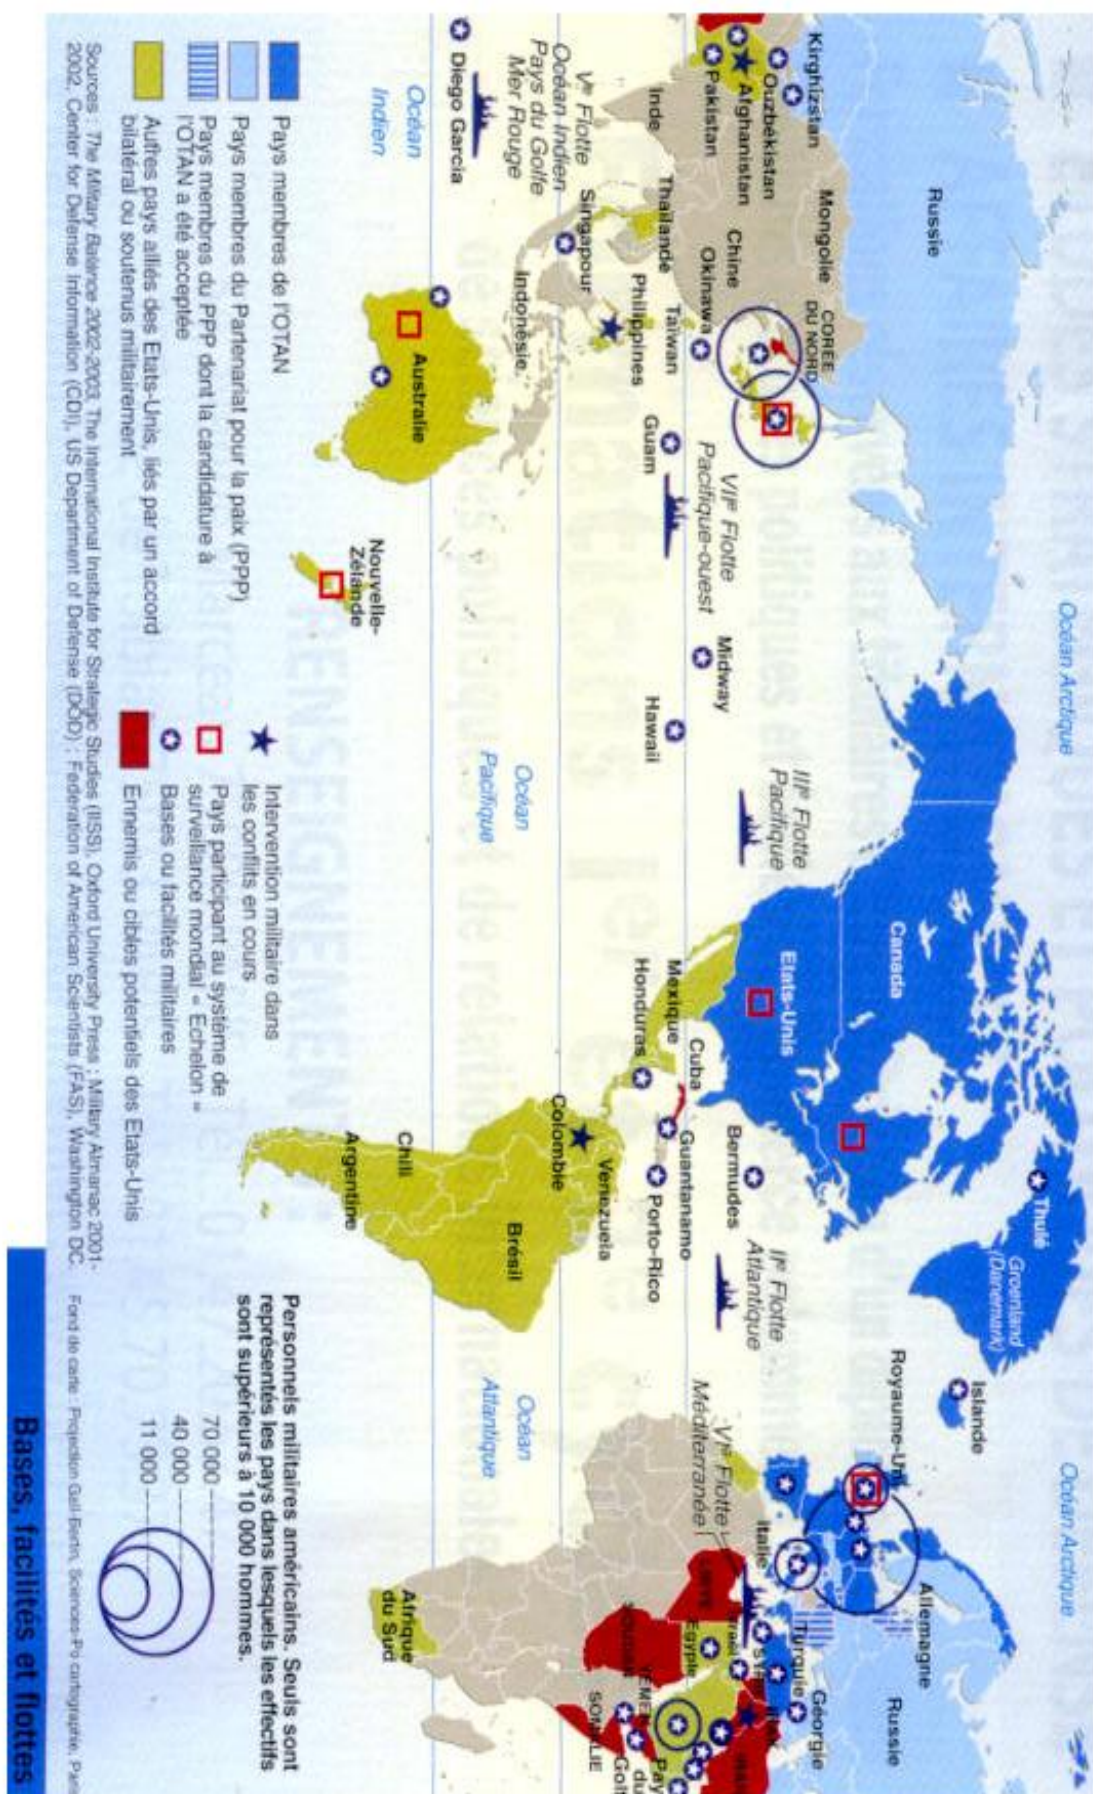 Océan Arctique
Océan Arctique
Russie
Kirghizstan
Ouzbékistan
Afghanistan
Pakistan
Mongolie
Chine
CORÉE
DU NORD
Inde
Okinawa
Taiwan
Thaïlande
Philippines
Singapour
Indonésie
Vᵉ Flotte
Océan Indien
Pays du Golfe
Mer Rouge
Diego Garcia
Océan
Indien
Australie
Nouvelle-
Zélande
Guam
VIIᵉ Flotte
Pacifique-ouest
Midway
Hawaii
Océan
Pacifique
IIIᵉ Flotte
Pacifique
Canada
Etats-Unis
Mexique
Honduras
Cuba
Guantanamo
Porto-Rico
Bermudes
IIᵉ Flotte
Atlantique
Thulé
Groenland
(Danemark)
Islande
Colombie
Venezuela
Brésil
Chili
Argentine
Océan
Atlantique
Royaume-Uni
Allemagne
Russie
Italie
Turquie
Géorgie
VIᵉ Flotte
Méditerranée
LIBYE
Egypte
Israël
SOUDAN
YÉMEN
SOMALIE
Afrique
du Sud
Pays membres de l'OTAN
Pays membres du Partenariat pour la paix (PPP)
Pays membres du PPP dont la candidature à
l'OTAN a été acceptée
Autres pays alliés des Etats-Unis, liés par un accord
bilatéral ou soutenus militairement
Intervention militaire dans
les conflits en cours
Pays participant au système de
surveillance mondial « Echelon »
Bases ou facilités militaires
Ennemis ou cibles potentiels des Etats-Unis
Personnels militaires américains. Seuls sont
représentés les pays dans lesquels les effectifs
sont supérieurs à 10 000 hommes.
70 000
40 000
11 000
Sources : The Military Balance 2002-2003, The International Institute for Strategic Studies (IISS), Oxford University Press ; Military Almanac 2001-
2002, Center for Defense Information (CDI), US Department of Defense (DOD) ; Federation of American Scientists (FAS), Washington DC.
Fond de carte : Projection Gall-Bertin, Sciences-Po cartographie, Paris
Bases, facilités et flottes